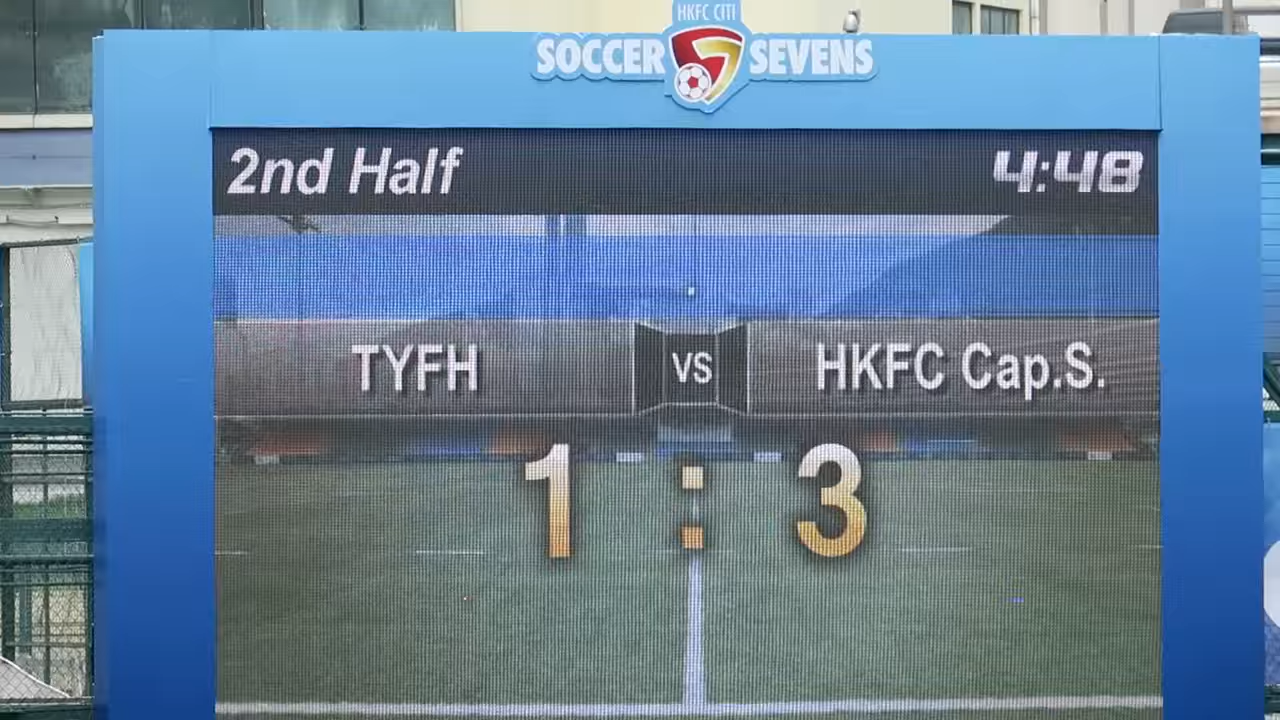 HKFC CITI
SOCCER SEVENS
2nd Half 4:48
TYFH VS HKFC Cap.S.
1 : 3